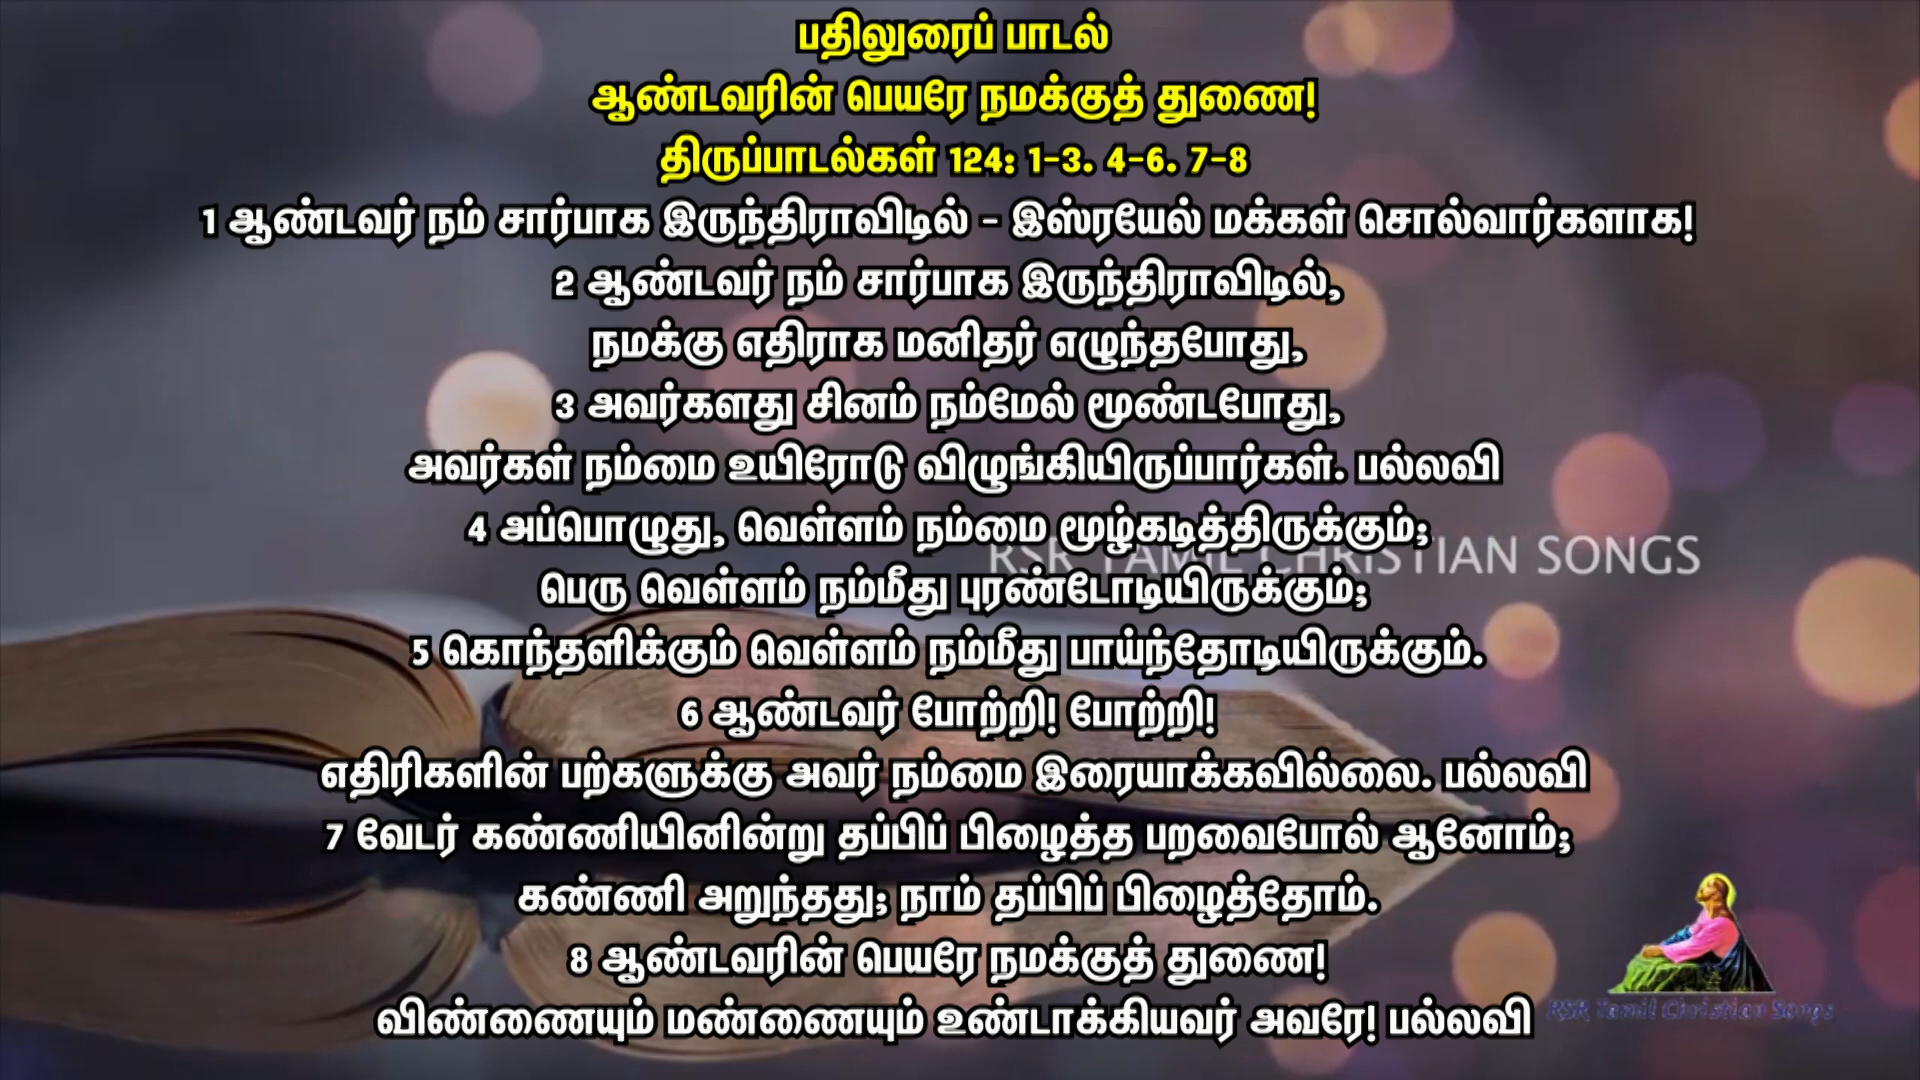 பதிலுரைப் பாடல்
ஆண்டவரின் பெயரே நமக்குத் துணை!
திருப்பாடல்கள் 124: 1-3. 4-6. 7-8
1 ஆண்டவர் நம் சார்பாக இருந்திராவிடில் - இஸ்ரயேல் மக்கள் சொல்வார்களாக!
2 ஆண்டவர் நம் சார்பாக இருந்திராவிடில்,
நமக்கு எதிராக மனிதர் எழுந்தபோது,
3 அவர்களது சினம் நம்மேல் மூண்டபோது,
அவர்கள் நம்மை உயிரோடு விழுங்கியிருப்பார்கள். பல்லவி
4 அப்பொழுது, வெள்ளம் நம்மை மூழ்கடித்திருக்கும்;
RSR TAMIL CHRISTIAN SONGS
பெரு வெள்ளம் நம்மீது புரண்டோடியிருக்கும்;
5 கொந்தளிக்கும் வெள்ளம் நம்மீது பாய்ந்தோடியிருக்கும்.
6 ஆண்டவர் போற்றி! போற்றி!
எதிரிகளின் பற்களுக்கு அவர் நம்மை இரையாக்கவில்லை. பல்லவி
7 வேடர் கண்ணியினின்று தப்பிப் பிழைத்த பறவைபோல் ஆனோம்;
கண்ணி அறுந்தது; நாம் தப்பிப் பிழைத்தோம்.
8 ஆண்டவரின் பெயரே நமக்குத் துணை!
விண்ணையும் மண்ணையும் உண்டாக்கியவர் அவரே! பல்லவி
RSR Tamil Christian Songs